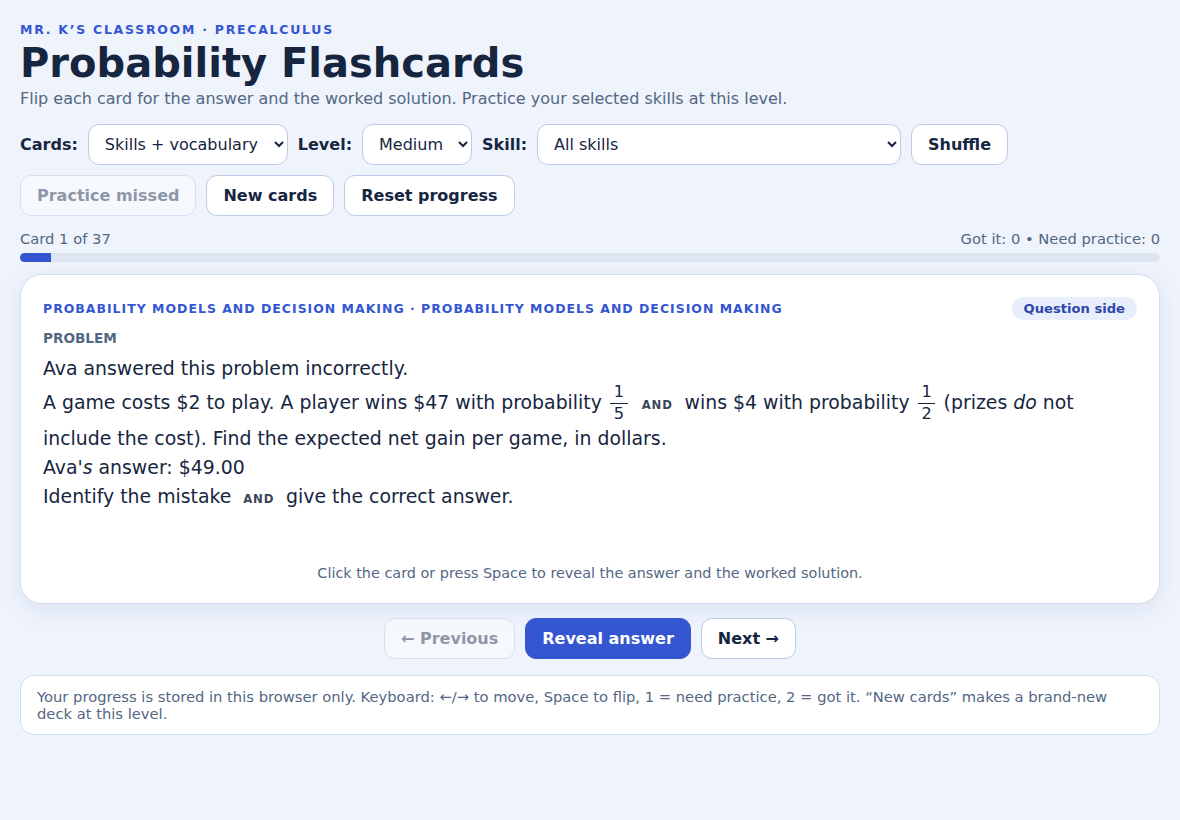 MR. K’S CLASSROOM · PRECALCULUS
Probability Flashcards
Flip each card for the answer and the worked solution. Practice your selected skills at this level.
Cards: Skills + vocabulary Level: Medium Skill: All skills Shuffle
Practice missed New cards Reset progress
Card 1 of 37 Got it: 0 • Need practice: 0
PROBABILITY MODELS AND DECISION MAKING · PROBABILITY MODELS AND DECISION MAKING Question side
PROBLEM
Ava answered this problem incorrectly.
A game costs $2 to play. A player wins $47 with probability 1/5 AND wins $4 with probability 1/2 (prizes do not
include the cost). Find the expected net gain per game, in dollars.
Ava's answer: $49.00
Identify the mistake AND give the correct answer.
Click the card or press Space to reveal the answer and the worked solution.
← Previous Reveal answer Next →
Your progress is stored in this browser only. Keyboard: ←/→ to move, Space to flip, 1 = need practice, 2 = got it. “New cards” makes a brand-new
deck at this level.